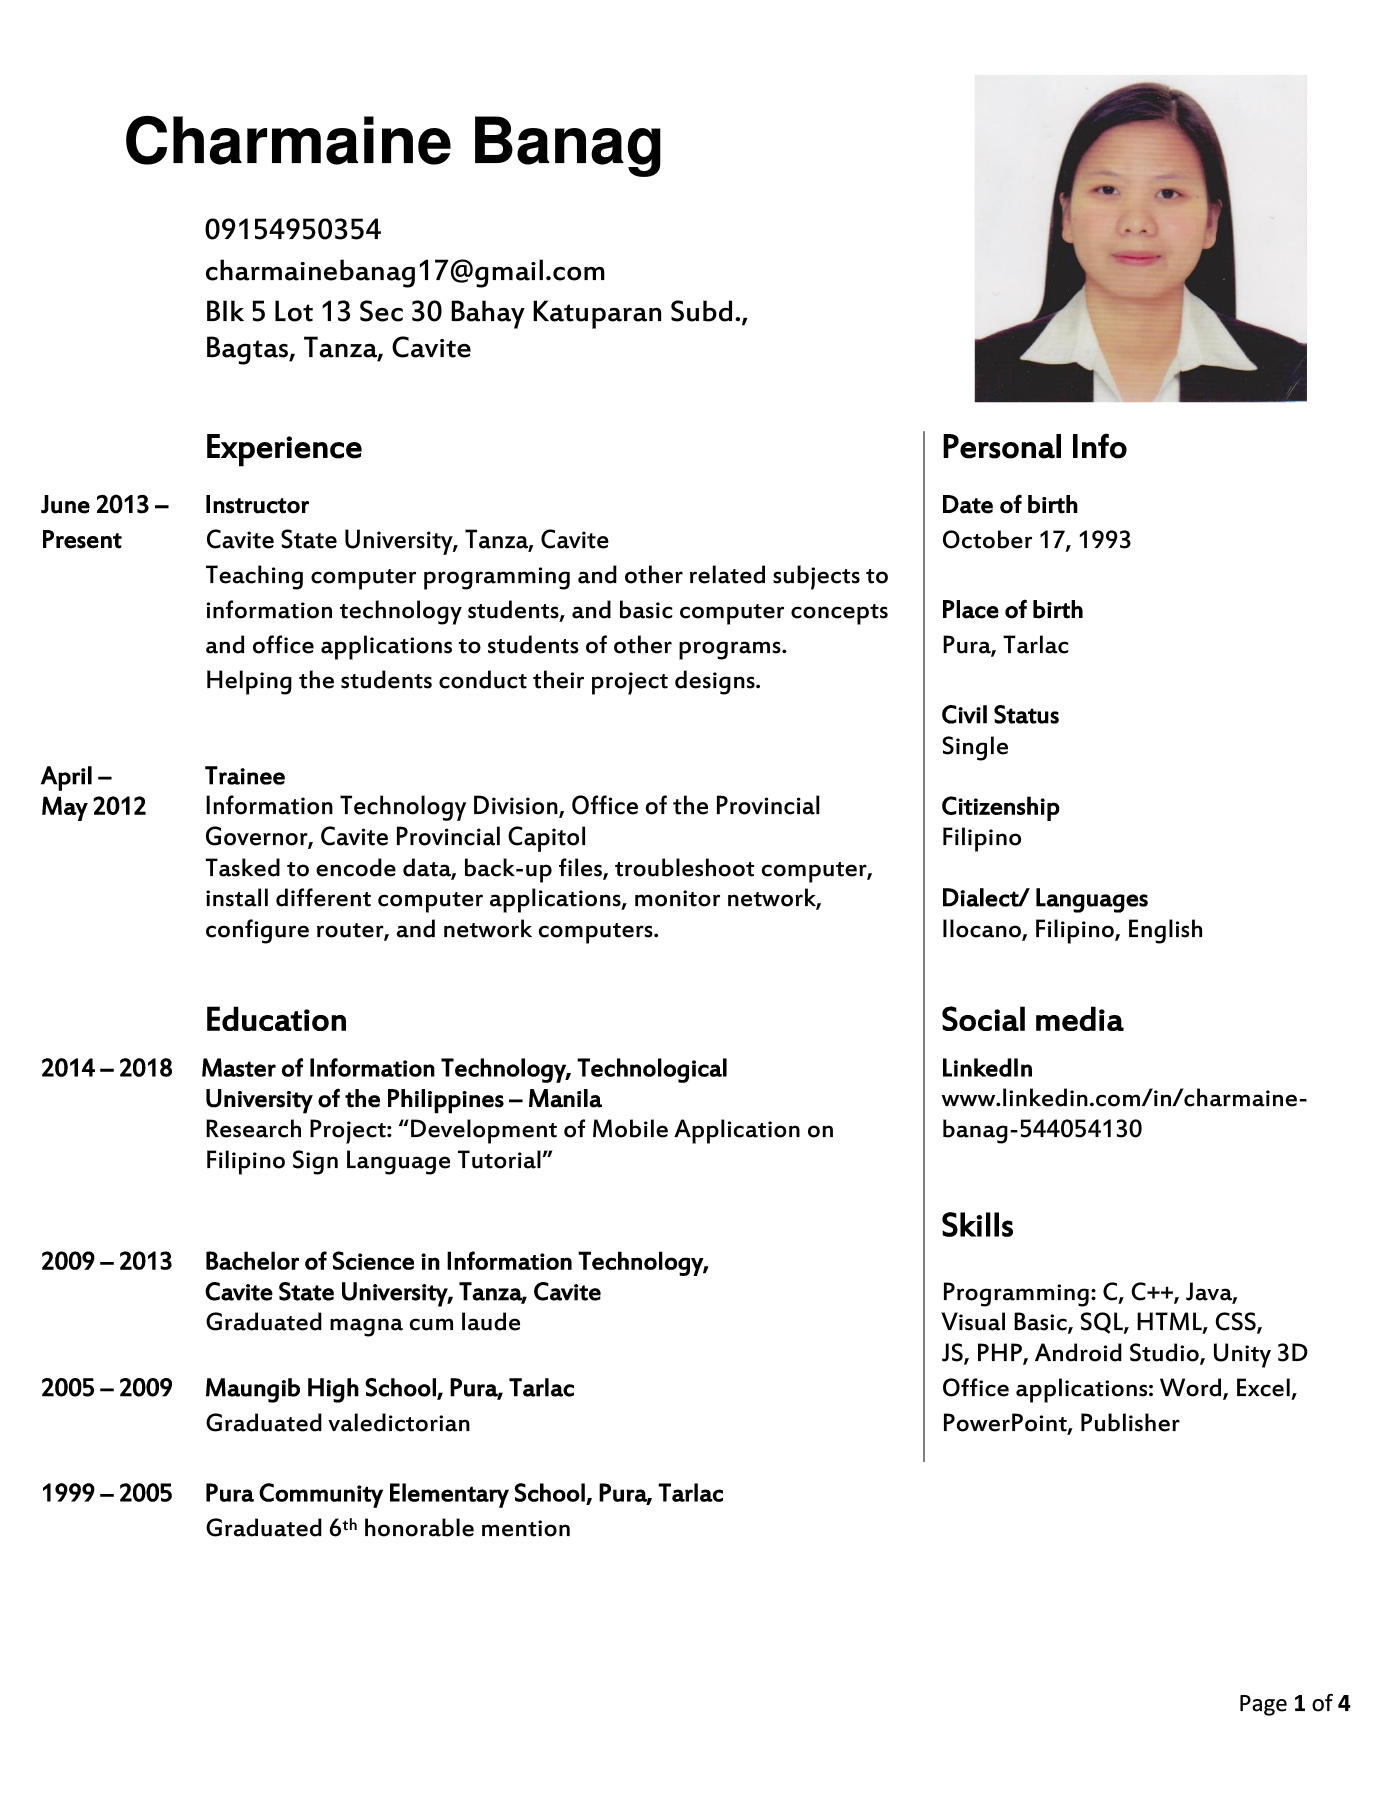 Charmaine Banag
09154950354
charmainebanag17@gmail.com
Blk 5 Lot 13 Sec 30 Bahay Katuparan Subd.,
Bagtas, Tanza, Cavite
Experience
June 2013 –
Present
Instructor
Cavite State University, Tanza, Cavite
Teaching computer programming and other related subjects to
information technology students, and basic computer concepts
and office applications to students of other programs.
Helping the students conduct their project designs.
April –
May 2012
Trainee
Information Technology Division, Office of the Provincial
Governor, Cavite Provincial Capitol
Tasked to encode data, back-up files, troubleshoot computer,
install different computer applications, monitor network,
configure router, and network computers.
Education
2014 – 2018
Master of Information Technology, Technological
University of the Philippines – Manila
Research Project: “Development of Mobile Application on
Filipino Sign Language Tutorial”
2009 – 2013
Bachelor of Science in Information Technology,
Cavite State University, Tanza, Cavite
Graduated magna cum laude
2005 – 2009
Maungib High School, Pura, Tarlac
Graduated valedictorian
1999 – 2005
Pura Community Elementary School, Pura, Tarlac
Graduated 6th honorable mention
Personal Info
Date of birth
October 17, 1993
Place of birth
Pura, Tarlac
Civil Status
Single
Citizenship
Filipino
Dialect/ Languages
Ilocano, Filipino, English
Social media
LinkedIn
www.linkedin.com/in/charmaine-
banag-544054130
Skills
Programming: C, C++, Java,
Visual Basic, SQL, HTML, CSS,
JS, PHP, Android Studio, Unity 3D
Office applications: Word, Excel,
PowerPoint, Publisher
Page 1 of 4